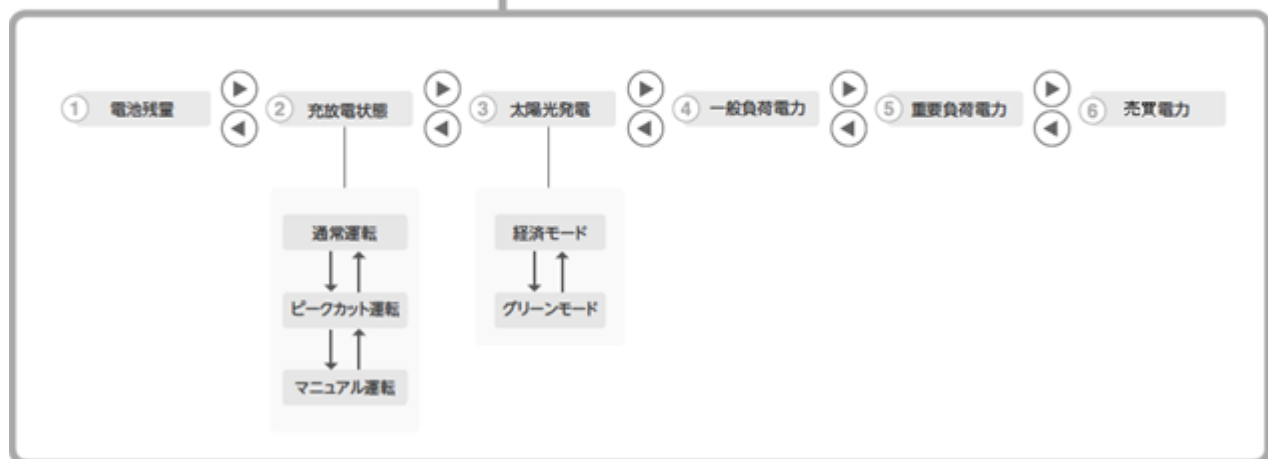 ① 電池残量
② 充放電状態
③ 太陽光発電
④ 一般負荷電力
⑤ 重要負荷電力
⑥ 売買電力
通常運転
ピークカット運転
マニュアル運転
経済モード
グリーンモード